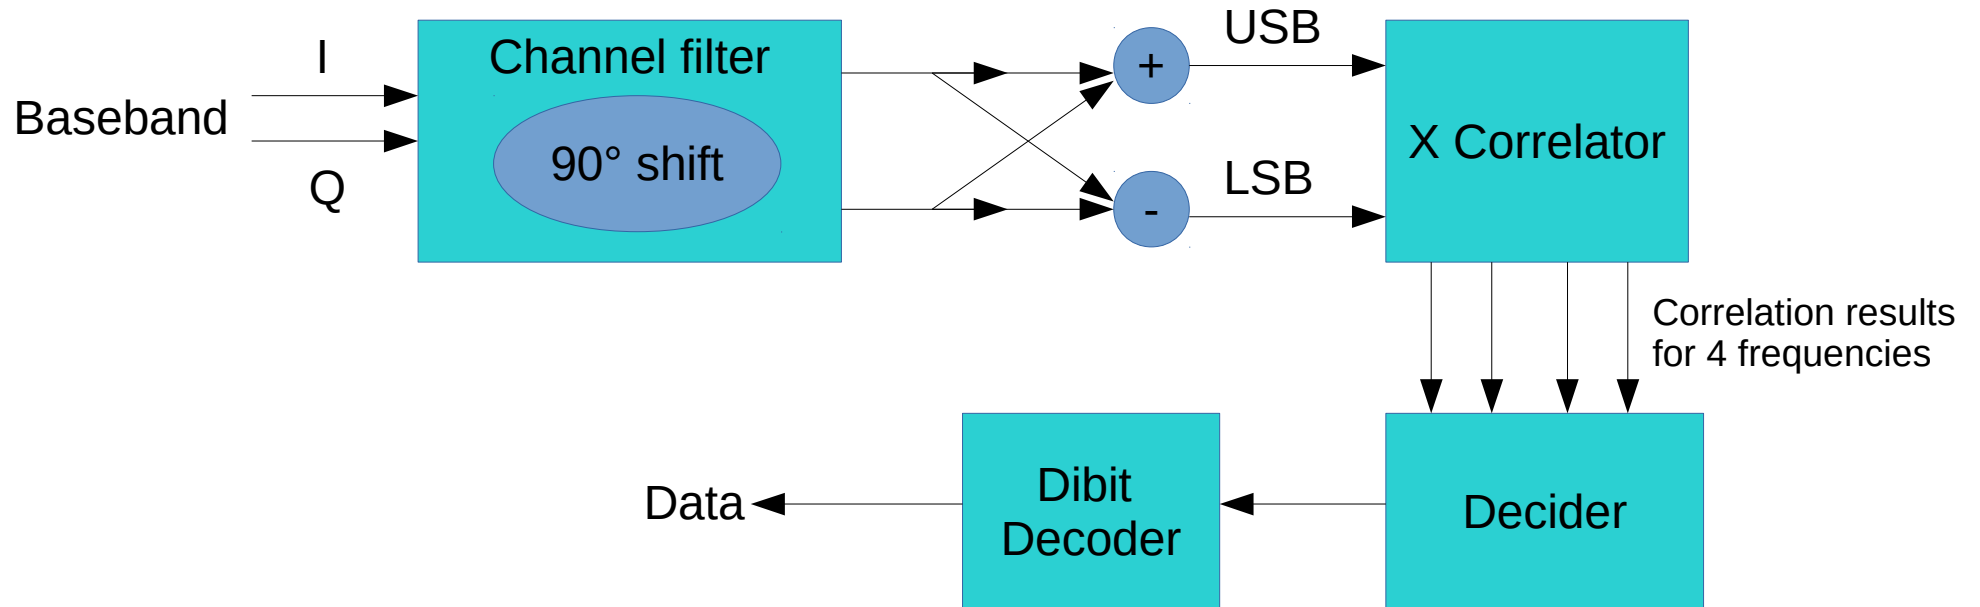 Baseband
I
Q
Channel filter
90° shift
+
-
USB
LSB
X Correlator
Correlation results
for 4 frequencies
Decider
Dibit
Decoder
Data